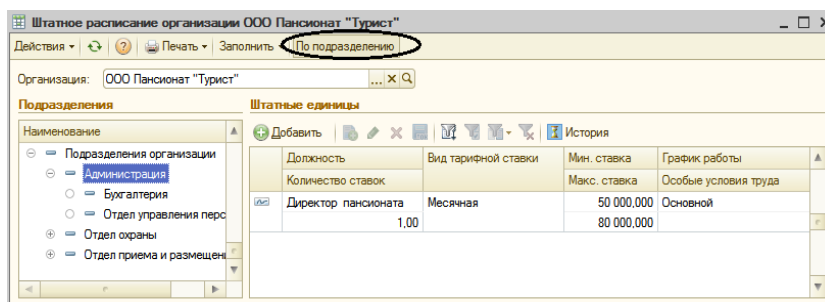 Штатное расписание организации ООО Пансионат "Турист"
Действия Печать Заполнить По подразделению
Организация: ООО Пансионат "Турист"
Подразделения Штатные единицы
Наименование
Добавить История
Подразделения организации
Администрация
Бухгалтерия
Отдел управления перс
Отдел охраны
Отдел приема и размещен
Должность Вид тарифной ставки Мин. ставка График работы
Количество ставок Макс. ставка Особые условия труда
Директор пансионата Месячная 50 000,000 Основной
1,00 80 000,000